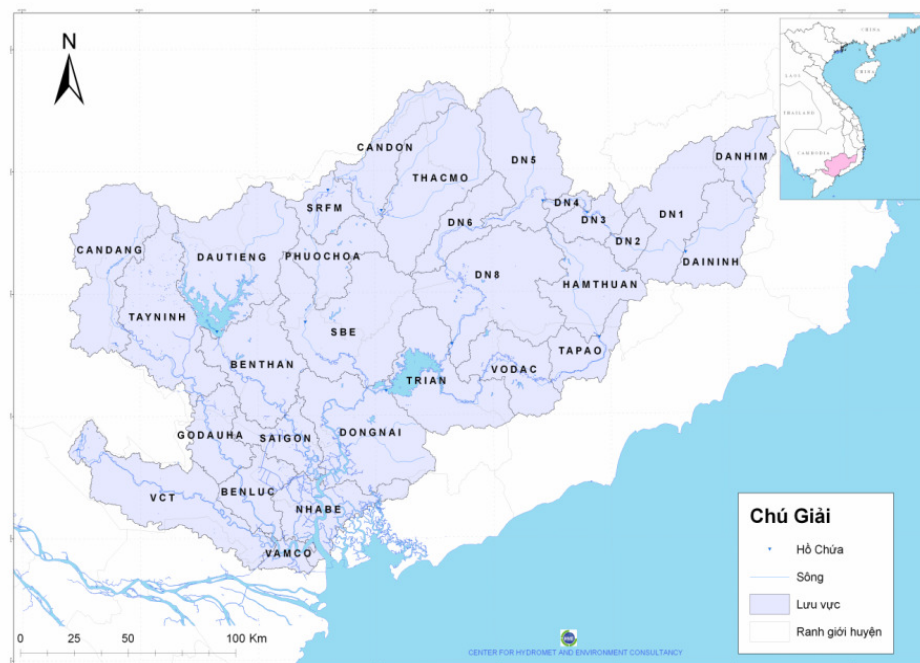 N
CHINA
LAOS
CHINA
THAILAND
CAMBODIA
CANDON
DN5
DANHIM
THACMO
SRFM
DN4
DN3
DN1
DN6
DN2
CANDANG
DAUTIENG
PHUOCHOA
DAININH
DN8
HAMTHUAN
TAYNINH
SBE
TAPAO
BENTHAN
VODAC
TRIAN
GODAUHA
SAIGON
DONGNAI
VCT
BENLUC
NHABE
VAMCO
Chú Giải
Hồ Chứa
Sông
Lưu vực
Ranh giới huyện
0 25 50 100 Km
CENTER FOR HYDROMET AND ENVIRONMENT CONSULTANCY